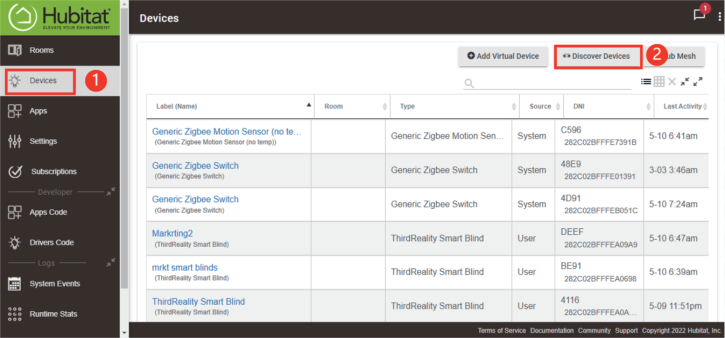 Hubitat
ELEVATE YOUR ENVIRONMENT
Devices
1
Rooms
Devices
1
Apps
Settings
Subscriptions
Developer
Apps Code
Drivers Code
Logs
System Events
Runtime Stats
Add Virtual Device
Discover Devices
2
ub Mesh
Label (Name) Room Type Source DNI Last Activity
Generic Zigbee Motion Sensor (no te... Generic Zigbee Motion Sen... System C596 5-10 6:41am
(Generic Zigbee Motion Sensor (no temp)) 282C02BFFFE7391B
Generic Zigbee Switch Generic Zigbee Switch System 48E9 3-03 3:46am
(Generic Zigbee Switch) 282C02BFFFE01391
Generic Zigbee Switch Generic Zigbee Switch System 4D91 5-10 7:24am
(Generic Zigbee Switch) 282C02BFFFEB051C
Markrting2 ThirdReality Smart Blind User DEEF 5-10 6:47am
(ThirdReality Smart Blind) 282C02BFFFEA09A9
mrkt smart blinds ThirdReality Smart Blind User BE91 5-10 6:39am
(ThirdReality Smart Blind) 282C02BFFFEA0698
ThirdReality Smart Blind ThirdReality Smart Blind User 4116 5-09 11:51pm
(ThirdReality Smart Blind) 282C02BFFFEA0A...
Terms of Service Documentation Community Support Copyright 2022 Hubitat, Inc.